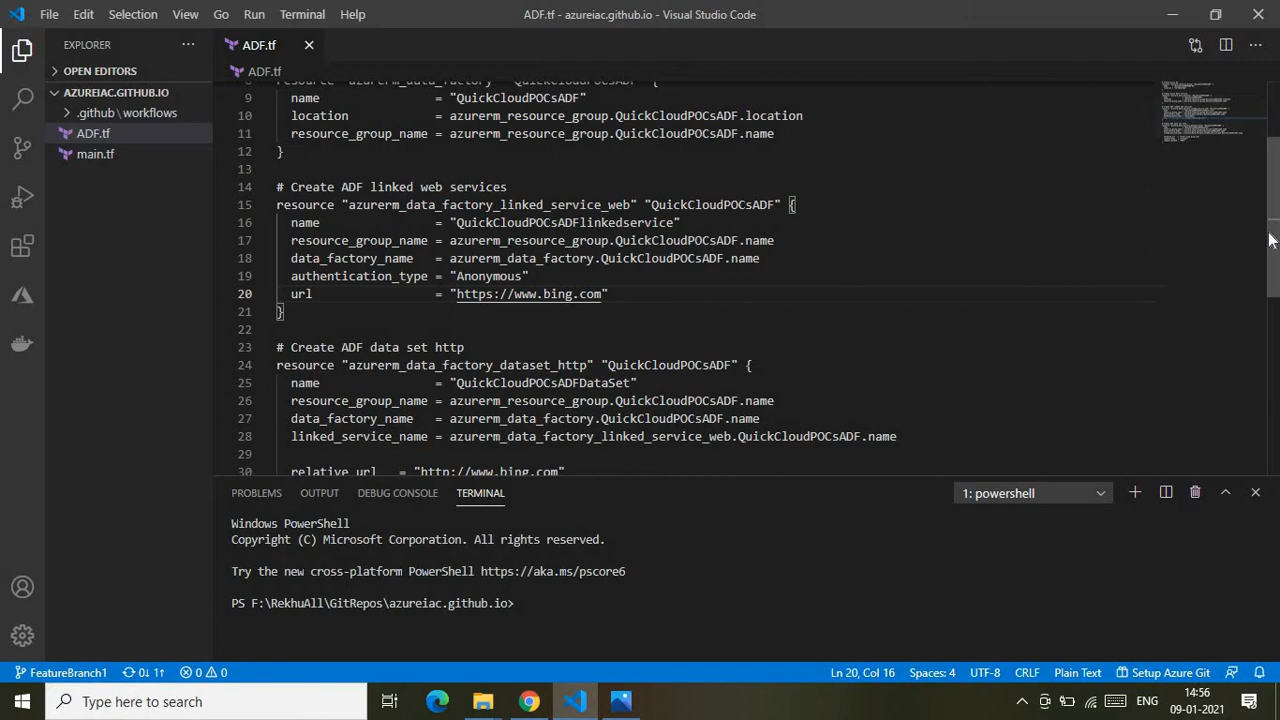 File Edit Selection View Go Run Terminal Help
ADF.tf - azureiac.github.io - Visual Studio Code
EXPLORER
OPEN EDITORS
AZUREIAC.GITHUB.IO
.github\workflows
ADF.tf
main.tf
ADF.tf
ADF.tf
resource "azurerm_data_factory" "QuickCloudPOCsADF" {
9 name = "QuickCloudPOCsADF"
10 location = azurerm_resource_group.QuickCloudPOCsADF.location
11 resource_group_name = azurerm_resource_group.QuickCloudPOCsADF.name
12 }
13
14 # Create ADF linked web services
15 resource "azurerm_data_factory_linked_service_web" "QuickCloudPOCsADF" {
16 name = "QuickCloudPOCsADFlinkedservice"
17 resource_group_name = azurerm_resource_group.QuickCloudPOCsADF.name
18 data_factory_name = azurerm_data_factory.QuickCloudPOCsADF.name
19 authentication_type = "Anonymous"
20 url = "https://www.bing.com"
21 }
22
23 # Create ADF data set http
24 resource "azurerm_data_factory_dataset_http" "QuickCloudPOCsADF" {
25 name = "QuickCloudPOCsADFDataSet"
26 resource_group_name = azurerm_resource_group.QuickCloudPOCsADF.name
27 data_factory_name = azurerm_data_factory.QuickCloudPOCsADF.name
28 linked_service_name = azurerm_data_factory_linked_service_web.QuickCloudPOCsADF.name
29
30 relative_url = "http://www.bing.com"
PROBLEMS OUTPUT DEBUG CONSOLE TERMINAL
1: powershell
Windows PowerShell
Copyright (C) Microsoft Corporation. All rights reserved.
Try the new cross-platform PowerShell https://aka.ms/pscore6
PS F:\RekhuAll\GitRepos\azureiac.github.io>
FeatureBranch1 0↓ 1↑ 0 0
Ln 20, Col 16 Spaces: 4 UTF-8 CRLF Plain Text Setup Azure Git
Type here to search
ENG
14:56
09-01-2021